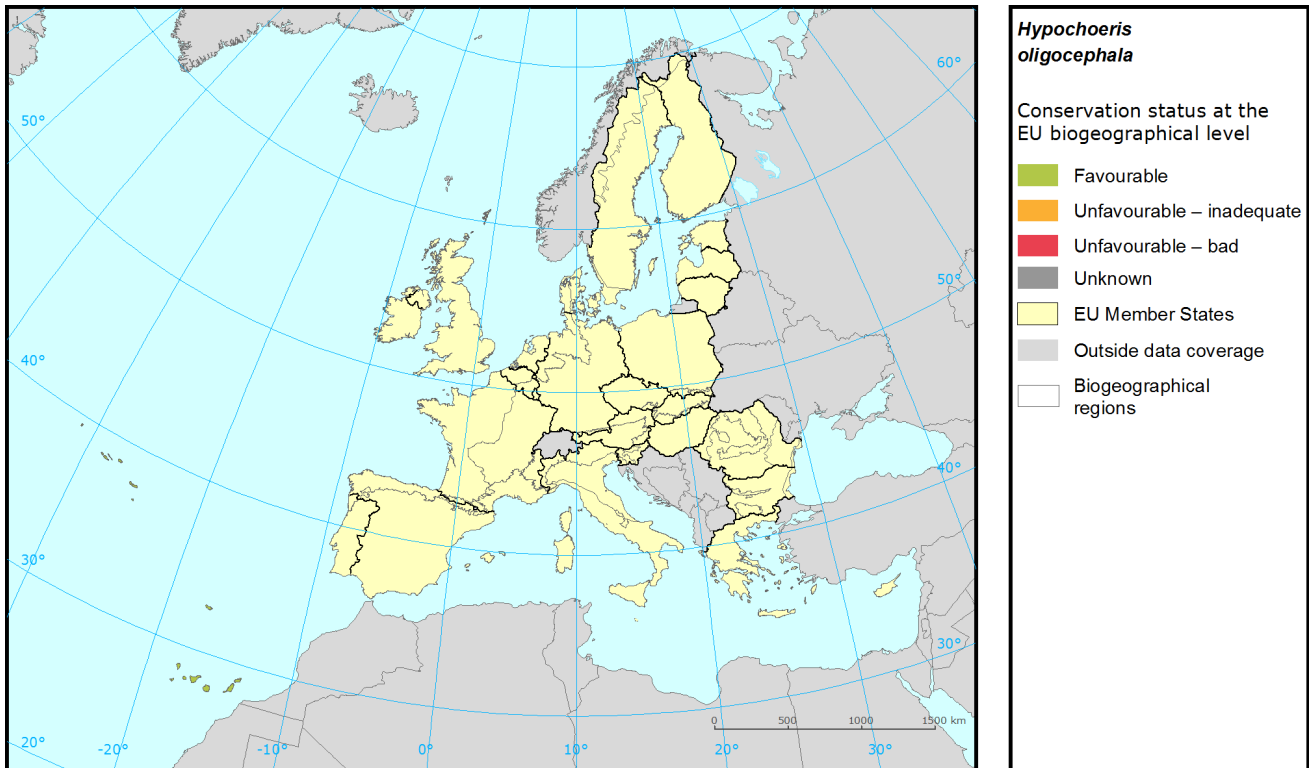 Hypochoeris
oligocephala
Conservation status at the
EU biogeographical level
Favourable
Unfavourable – inadequate
Unfavourable – bad
Unknown
EU Member States
Outside data coverage
Biogeographical
regions
60°
50°
50°
40°
40°
30°
30°
0 500 1000 1500 km
20° -20° -10° 0° 10° 20° 30°